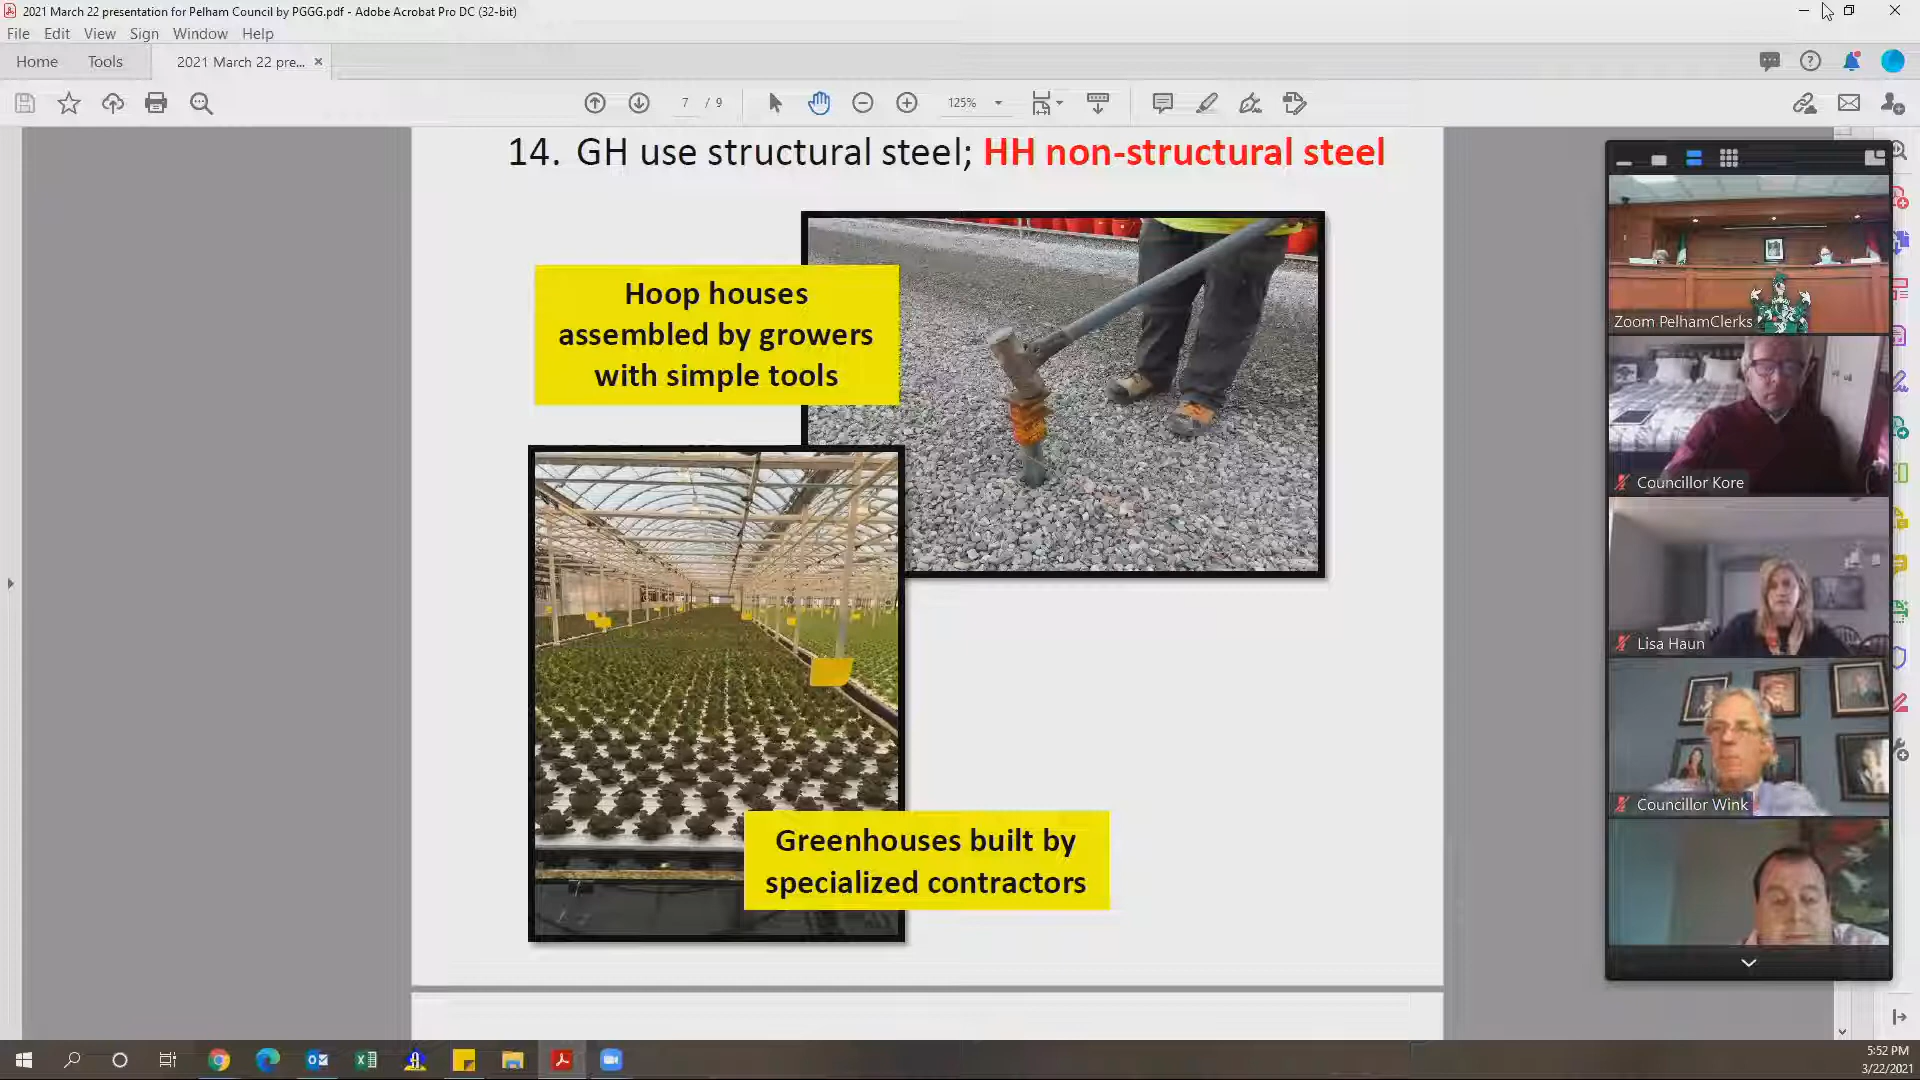 2021 March 22 presentation for Pelham Council by PGGG.pdf - Adobe Acrobat Pro DC (32-bit)
File Edit View Sign Window Help
Home Tools 2021 March 22 pre...
7 / 9 125%
14. GH use structural steel; HH non-structural steel
Hoop houses
assembled by growers
with simple tools
Greenhouses built by
specialized contractors
Zoom PelhamClerks
Councillor Kore
Lisa Haun
Councillor Wink
5:52 PM
3/22/2021